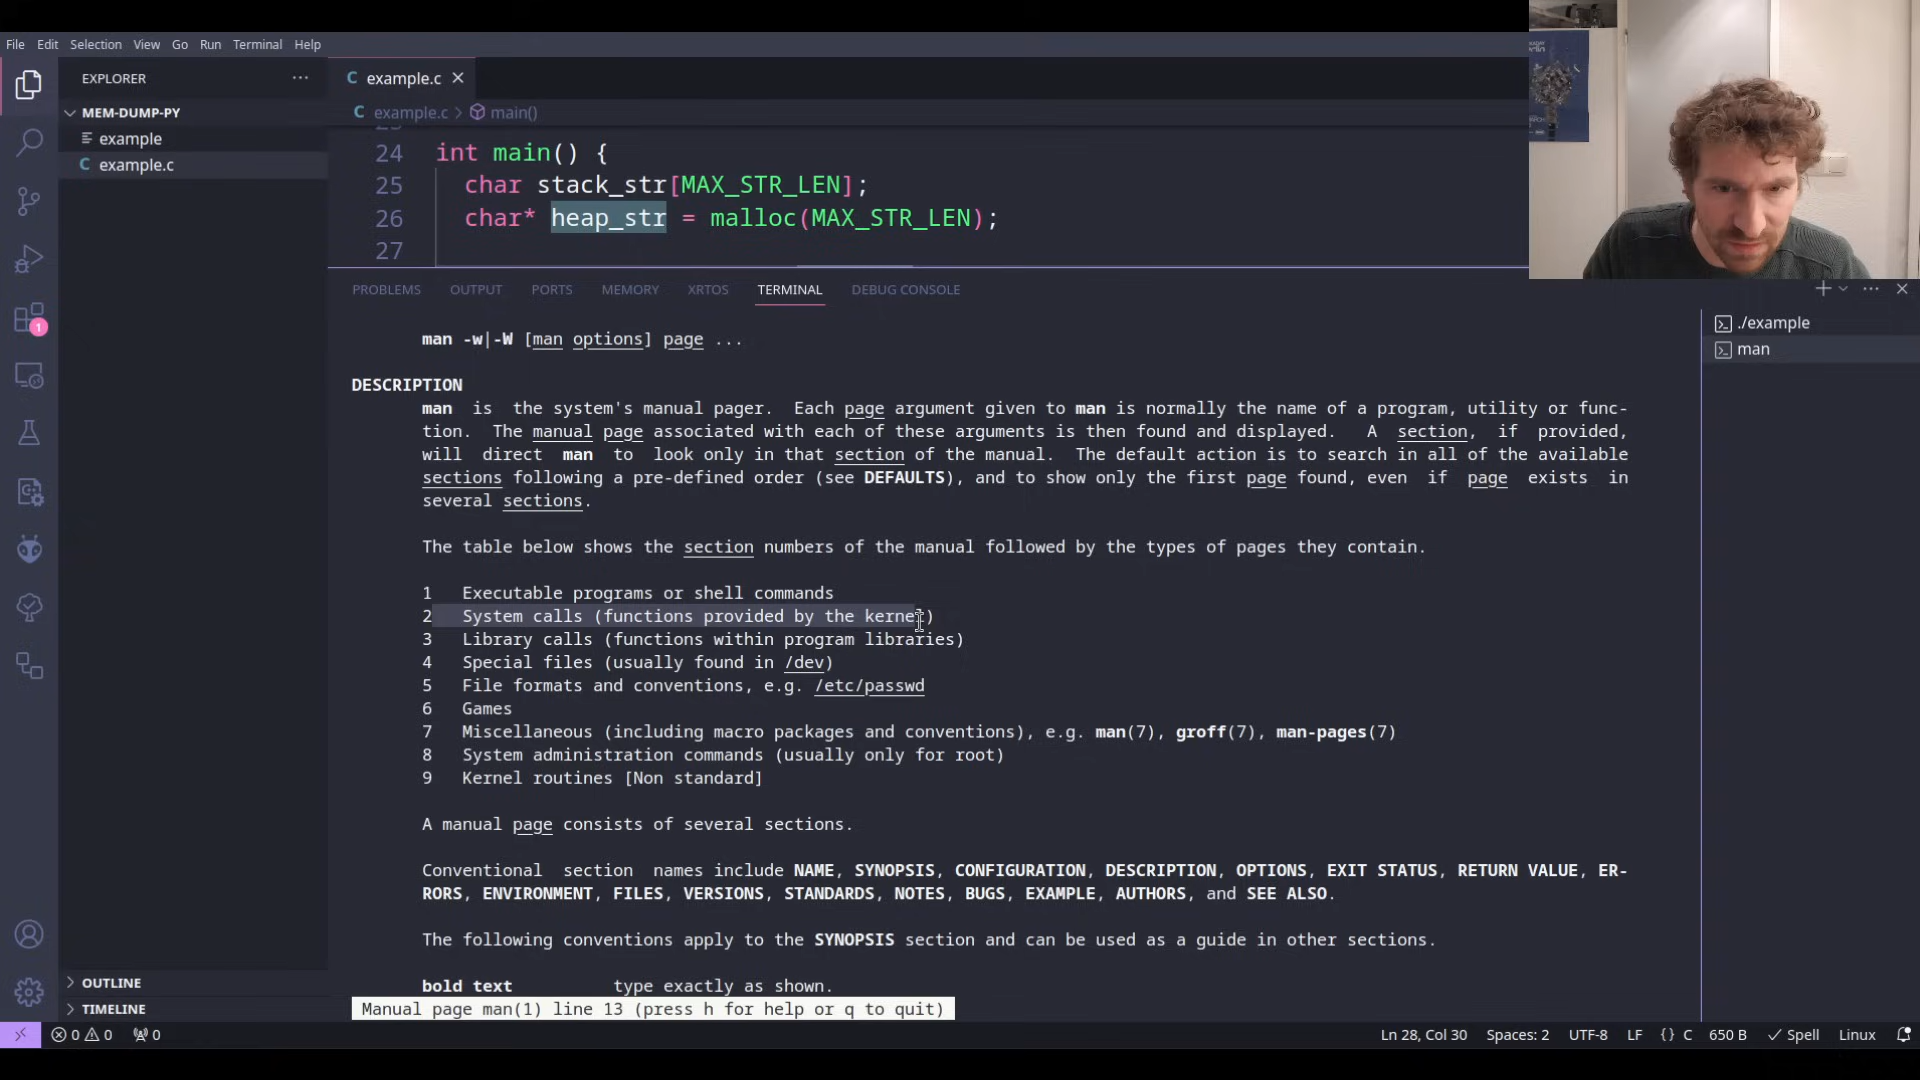 File Edit Selection View Go Run Terminal Help
EXPLORER
MEM-DUMP-PY
example
C example.c
OUTLINE
TIMELINE
C example.c
C example.c > main()
24 int main() {
25 char stack_str[MAX_STR_LEN];
26 char* heap_str = malloc(MAX_STR_LEN);
27
PROBLEMS OUTPUT PORTS MEMORY XRTOS TERMINAL DEBUG CONSOLE
./example
man
man -w|-W [man options] page ...
DESCRIPTION
man is the system's manual pager. Each page argument given to man is normally the name of a program, utility or func-
tion. The manual page associated with each of these arguments is then found and displayed. A section, if provided,
will direct man to look only in that section of the manual. The default action is to search in all of the available
sections following a pre-defined order (see DEFAULTS), and to show only the first page found, even if page exists in
several sections.
The table below shows the section numbers of the manual followed by the types of pages they contain.
1 Executable programs or shell commands
2 System calls (functions provided by the kernel)
3 Library calls (functions within program libraries)
4 Special files (usually found in /dev)
5 File formats and conventions, e.g. /etc/passwd
6 Games
7 Miscellaneous (including macro packages and conventions), e.g. man(7), groff(7), man-pages(7)
8 System administration commands (usually only for root)
9 Kernel routines [Non standard]
A manual page consists of several sections.
Conventional section names include NAME, SYNOPSIS, CONFIGURATION, DESCRIPTION, OPTIONS, EXIT STATUS, RETURN VALUE, ER-
RORS, ENVIRONMENT, FILES, VERSIONS, STANDARDS, NOTES, BUGS, EXAMPLE, AUTHORS, and SEE ALSO.
The following conventions apply to the SYNOPSIS section and can be used as a guide in other sections.
bold text type exactly as shown.
Manual page man(1) line 13 (press h for help or q to quit)
1
0 0 0
Ln 28, Col 30 Spaces: 2 UTF-8 LF {} C 650 B Spell Linux